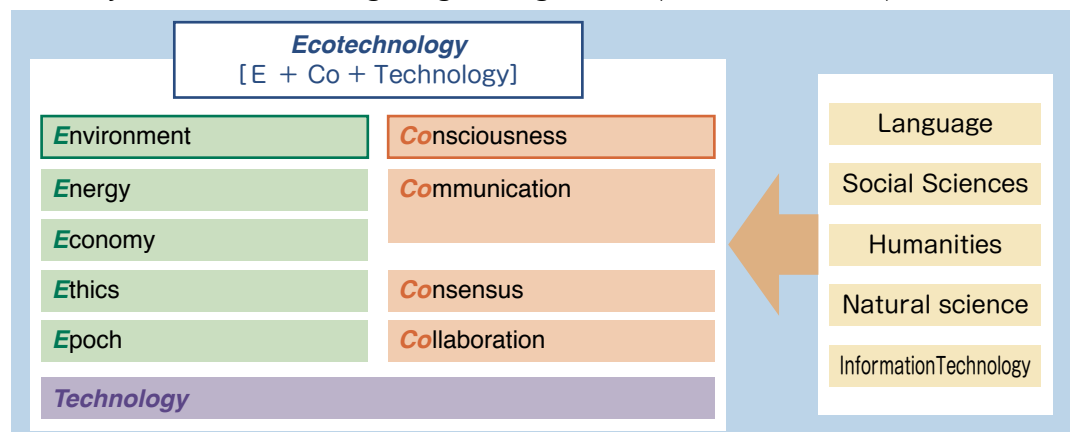 Ecotechnology
[E + Co + Technology]
Environment
Consciousness
Energy
Communication
Economy
Ethics
Consensus
Epoch
Collaboration
Technology
Language
Social Sciences
Humanities
Natural science
InformationTechnology